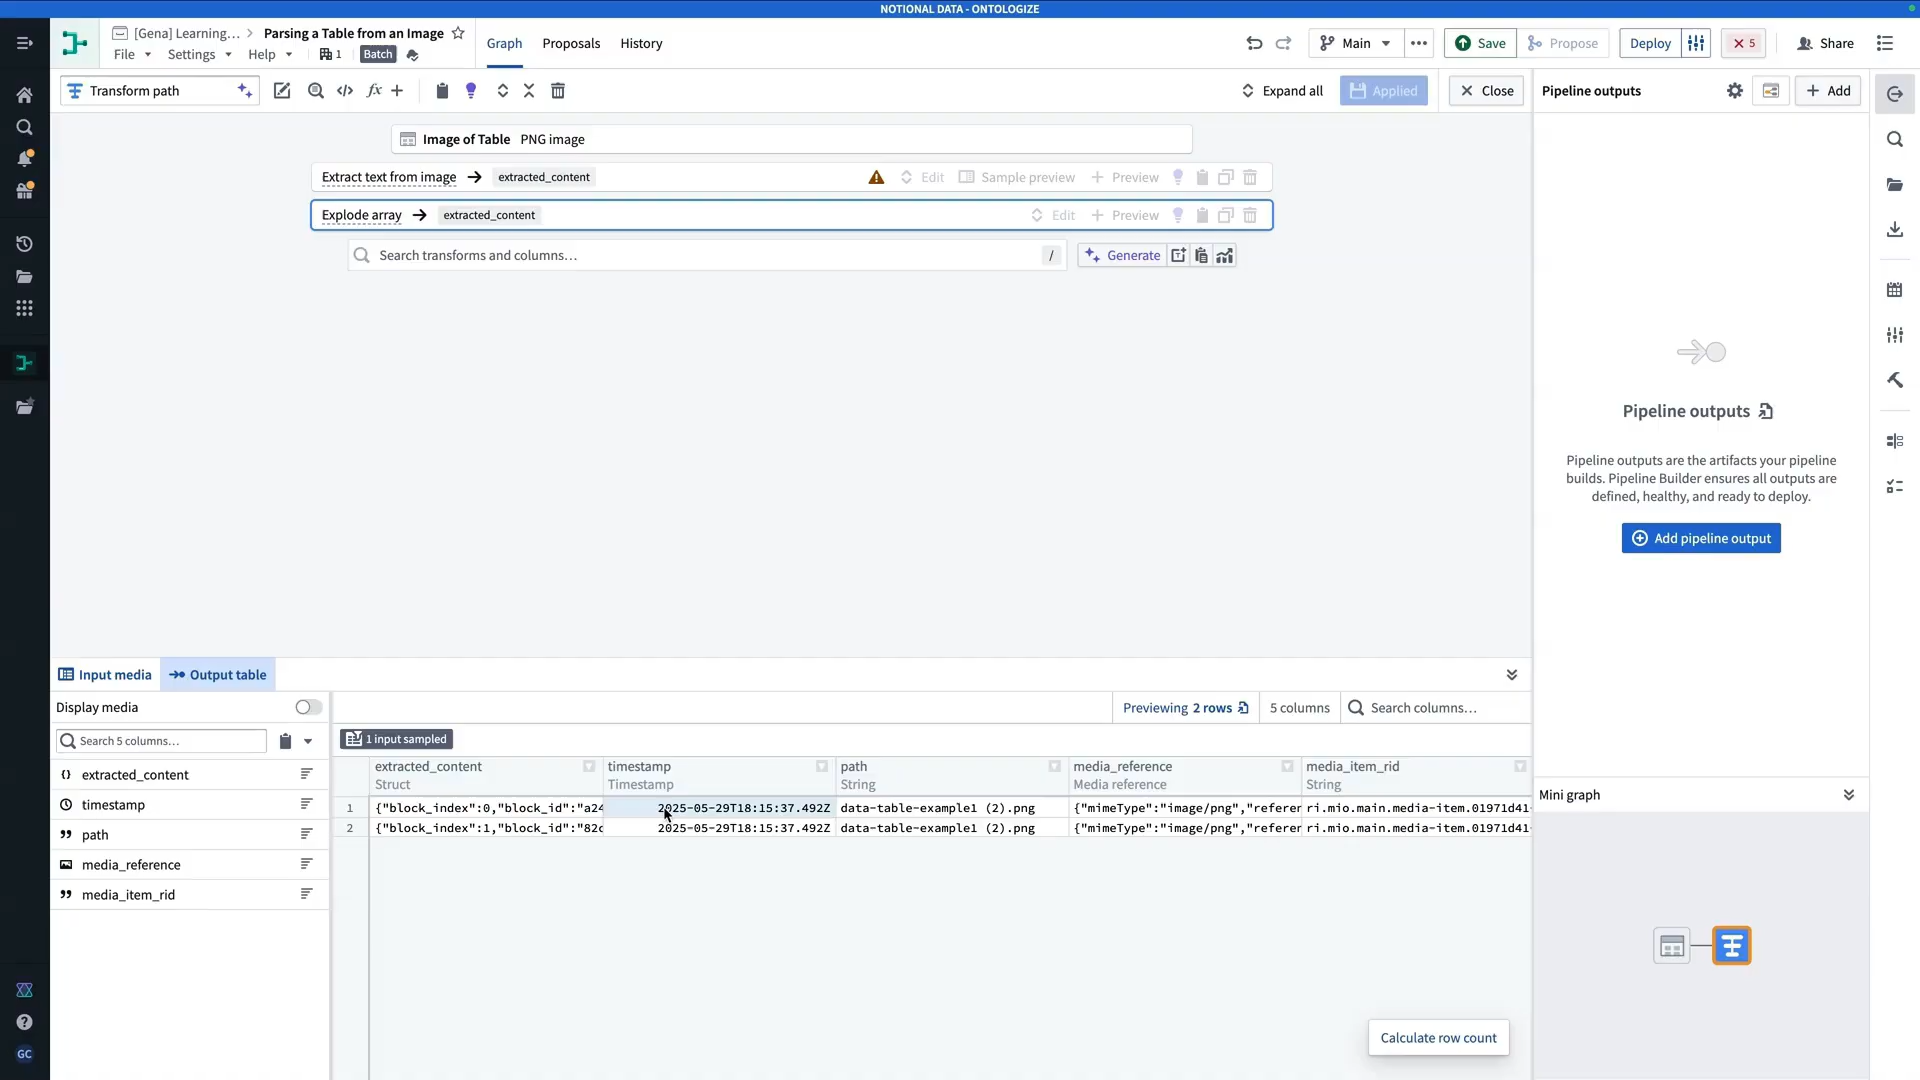 NOTIONAL DATA - ONTOLOGIZE
[Gena] Learning... > Parsing a Table from an Image
File Settings Help 1 Batch
Graph Proposals History
Main Save Propose Deploy 5 Share
Transform path
Expand all Applied Close
Pipeline outputs Add
Image of Table PNG image
Extract text from image → extracted_content Edit Sample preview Preview
Explode array → extracted_content Edit Preview
Search transforms and columns... / Generate
Pipeline outputs
Pipeline outputs are the artifacts your pipeline
builds. Pipeline Builder ensures all outputs are
defined, healthy, and ready to deploy.
Add pipeline output
Input media Output table
Display media
Previewing 2 rows 5 columns Search columns...
Search 5 columns...
1 input sampled
extracted_content
timestamp
path
media_reference
media_item_rid
extracted_content timestamp path media_reference media_item_rid
Struct Timestamp String Media reference String
1 {"block_index":0,"block_id":"a24 2025-05-29T18:15:37.492Z data-table-example1 (2).png {"mimeType":"image/png","referen ri.mio.main.media-item.01971d41-
2 {"block_index":1,"block_id":"82c 2025-05-29T18:15:37.492Z data-table-example1 (2).png {"mimeType":"image/png","referen ri.mio.main.media-item.01971d41-
Mini graph
Calculate row count
GC